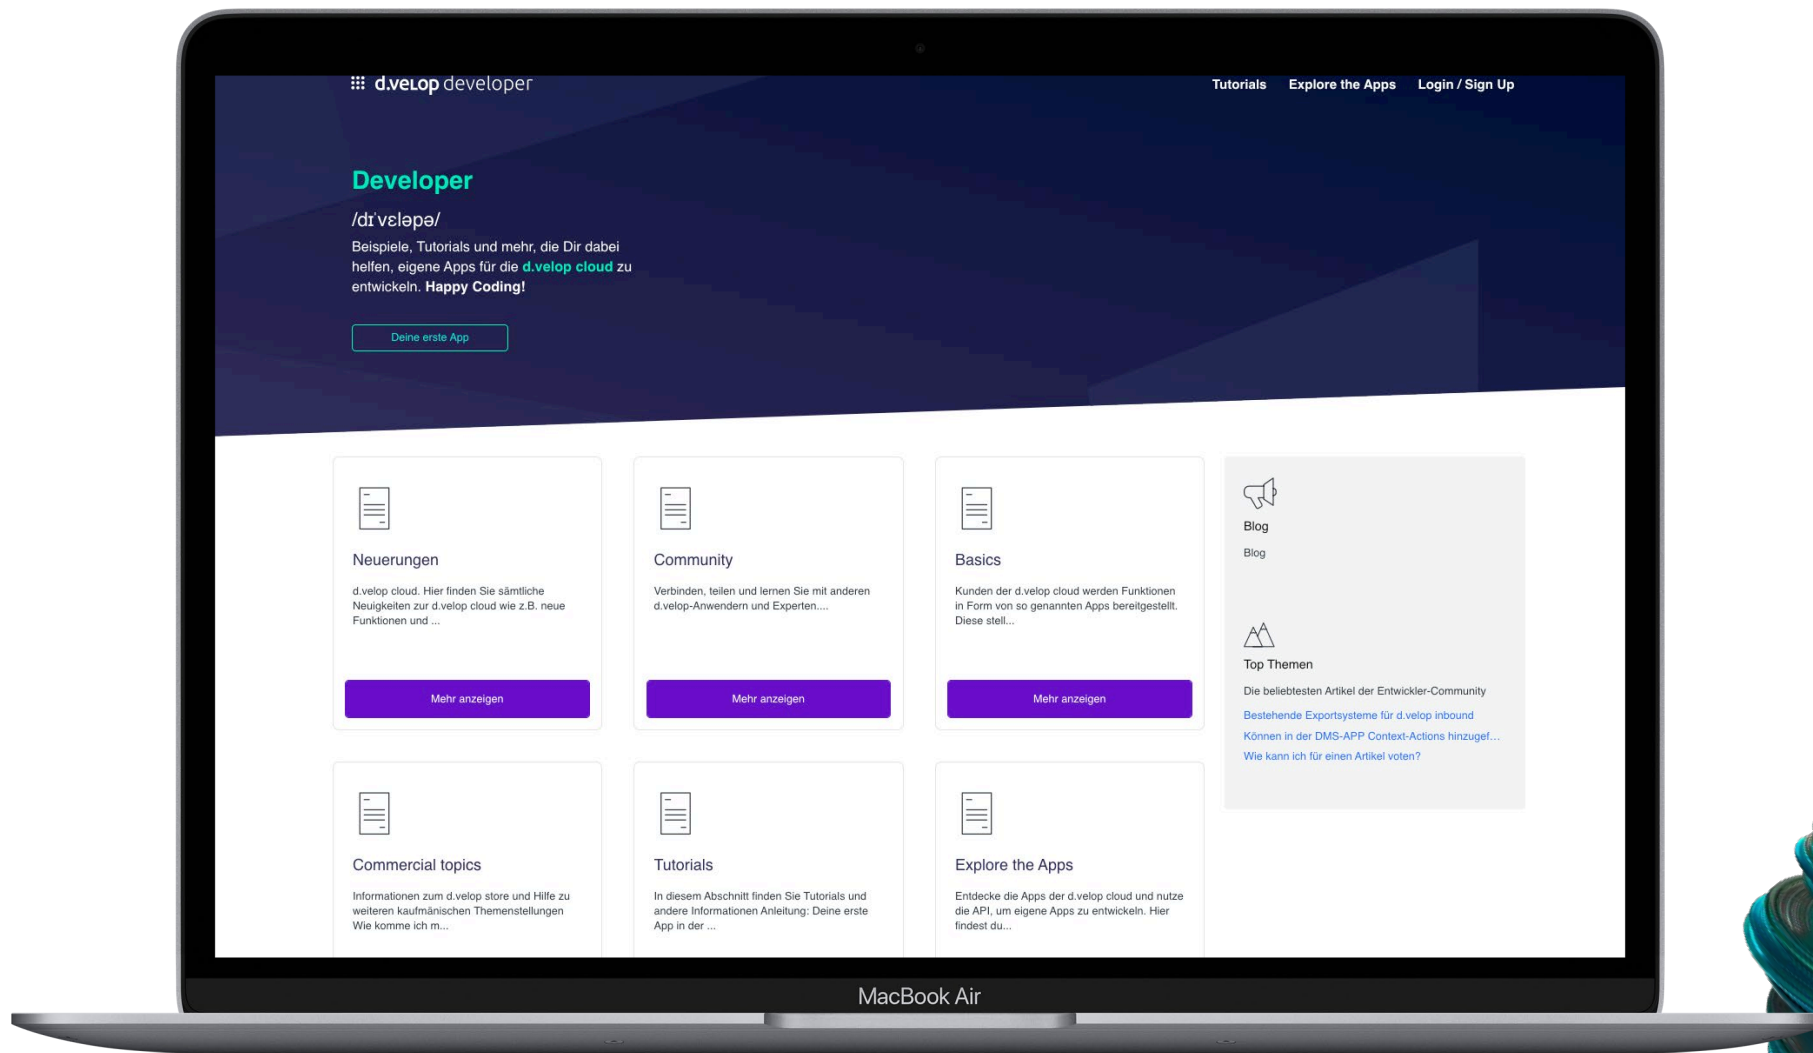 d.velop developer
Tutorials Explore the Apps Login / Sign Up
Developer
/dɪˈvɛləpə/
Beispiele, Tutorials und mehr, die Dir dabei
helfen, eigene Apps für die d.velop cloud zu
entwickeln. Happy Coding!
Deine erste App
Neuerungen
d.velop cloud. Hier finden Sie sämtliche
Neuigkeiten zur d.velop cloud wie z.B. neue
Funktionen und ...
Mehr anzeigen
Community
Verbinden, teilen und lernen Sie mit anderen
d.velop-Anwendern und Experten....
Mehr anzeigen
Basics
Kunden der d.velop cloud werden Funktionen
in Form von so genannten Apps bereitgestellt.
Diese stell...
Mehr anzeigen
Blog
Blog
Top Themen
Die beliebtesten Artikel der Entwickler-Community
Bestehende Exportsysteme für d.velop inbound
Können in der DMS-APP Context-Actions hinzugef...
Wie kann ich für einen Artikel voten?
Commercial topics
Informationen zum d.velop store und Hilfe zu
weiteren kaufmänischen Themenstellungen
Wie komme ich m...
Tutorials
In diesem Abschnitt finden Sie Tutorials und
andere Informationen Anleitung: Deine erste
App in der ...
Explore the Apps
Entdecke die Apps der d.velop cloud und nutze
die API, um eigene Apps zu entwickeln. Hier
findest du...
MacBook Air